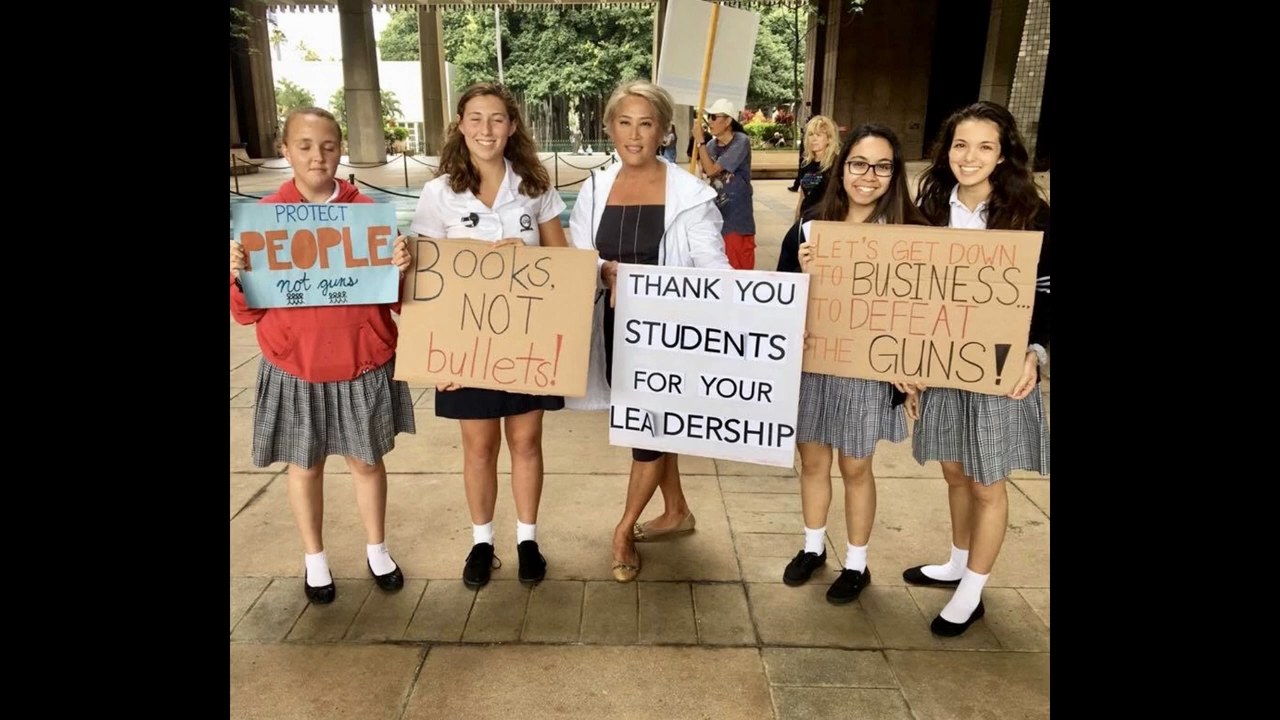 PROTECT
PEOPLE
not guns
BOOKS,
NOT
bullets!
THANK YOU
STUDENTS
FOR YOUR
LEADERSHIP
LET'S GET DOWN
TO BUSINESS...
TO DEFEAT
THE GUNS!